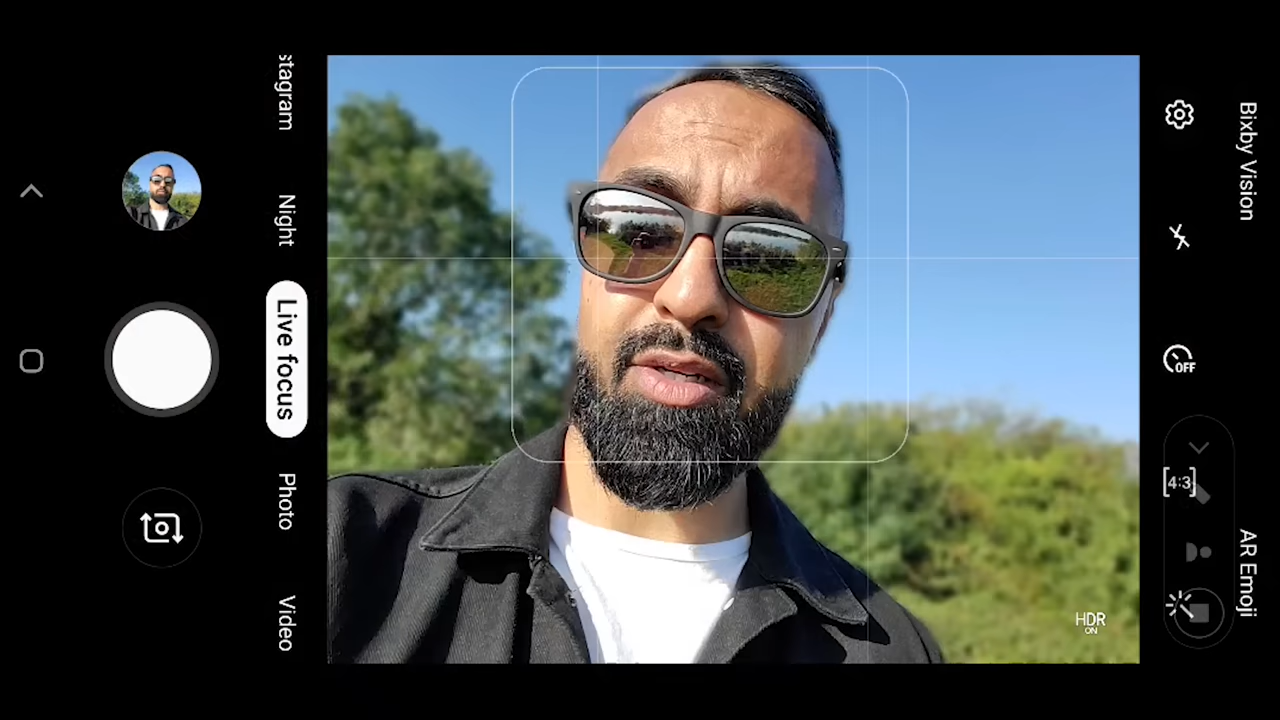 Bixby Vision
AR Emoji
OFF
4:3
HDR
ON
stagram
Night
Live focus
Photo
Video